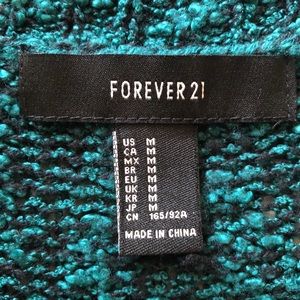 FOREVER 21
US M
CA M
MX M
BR M
EU M
UK M
KR M
JP M
CN 165/92A
MADE IN CHINA